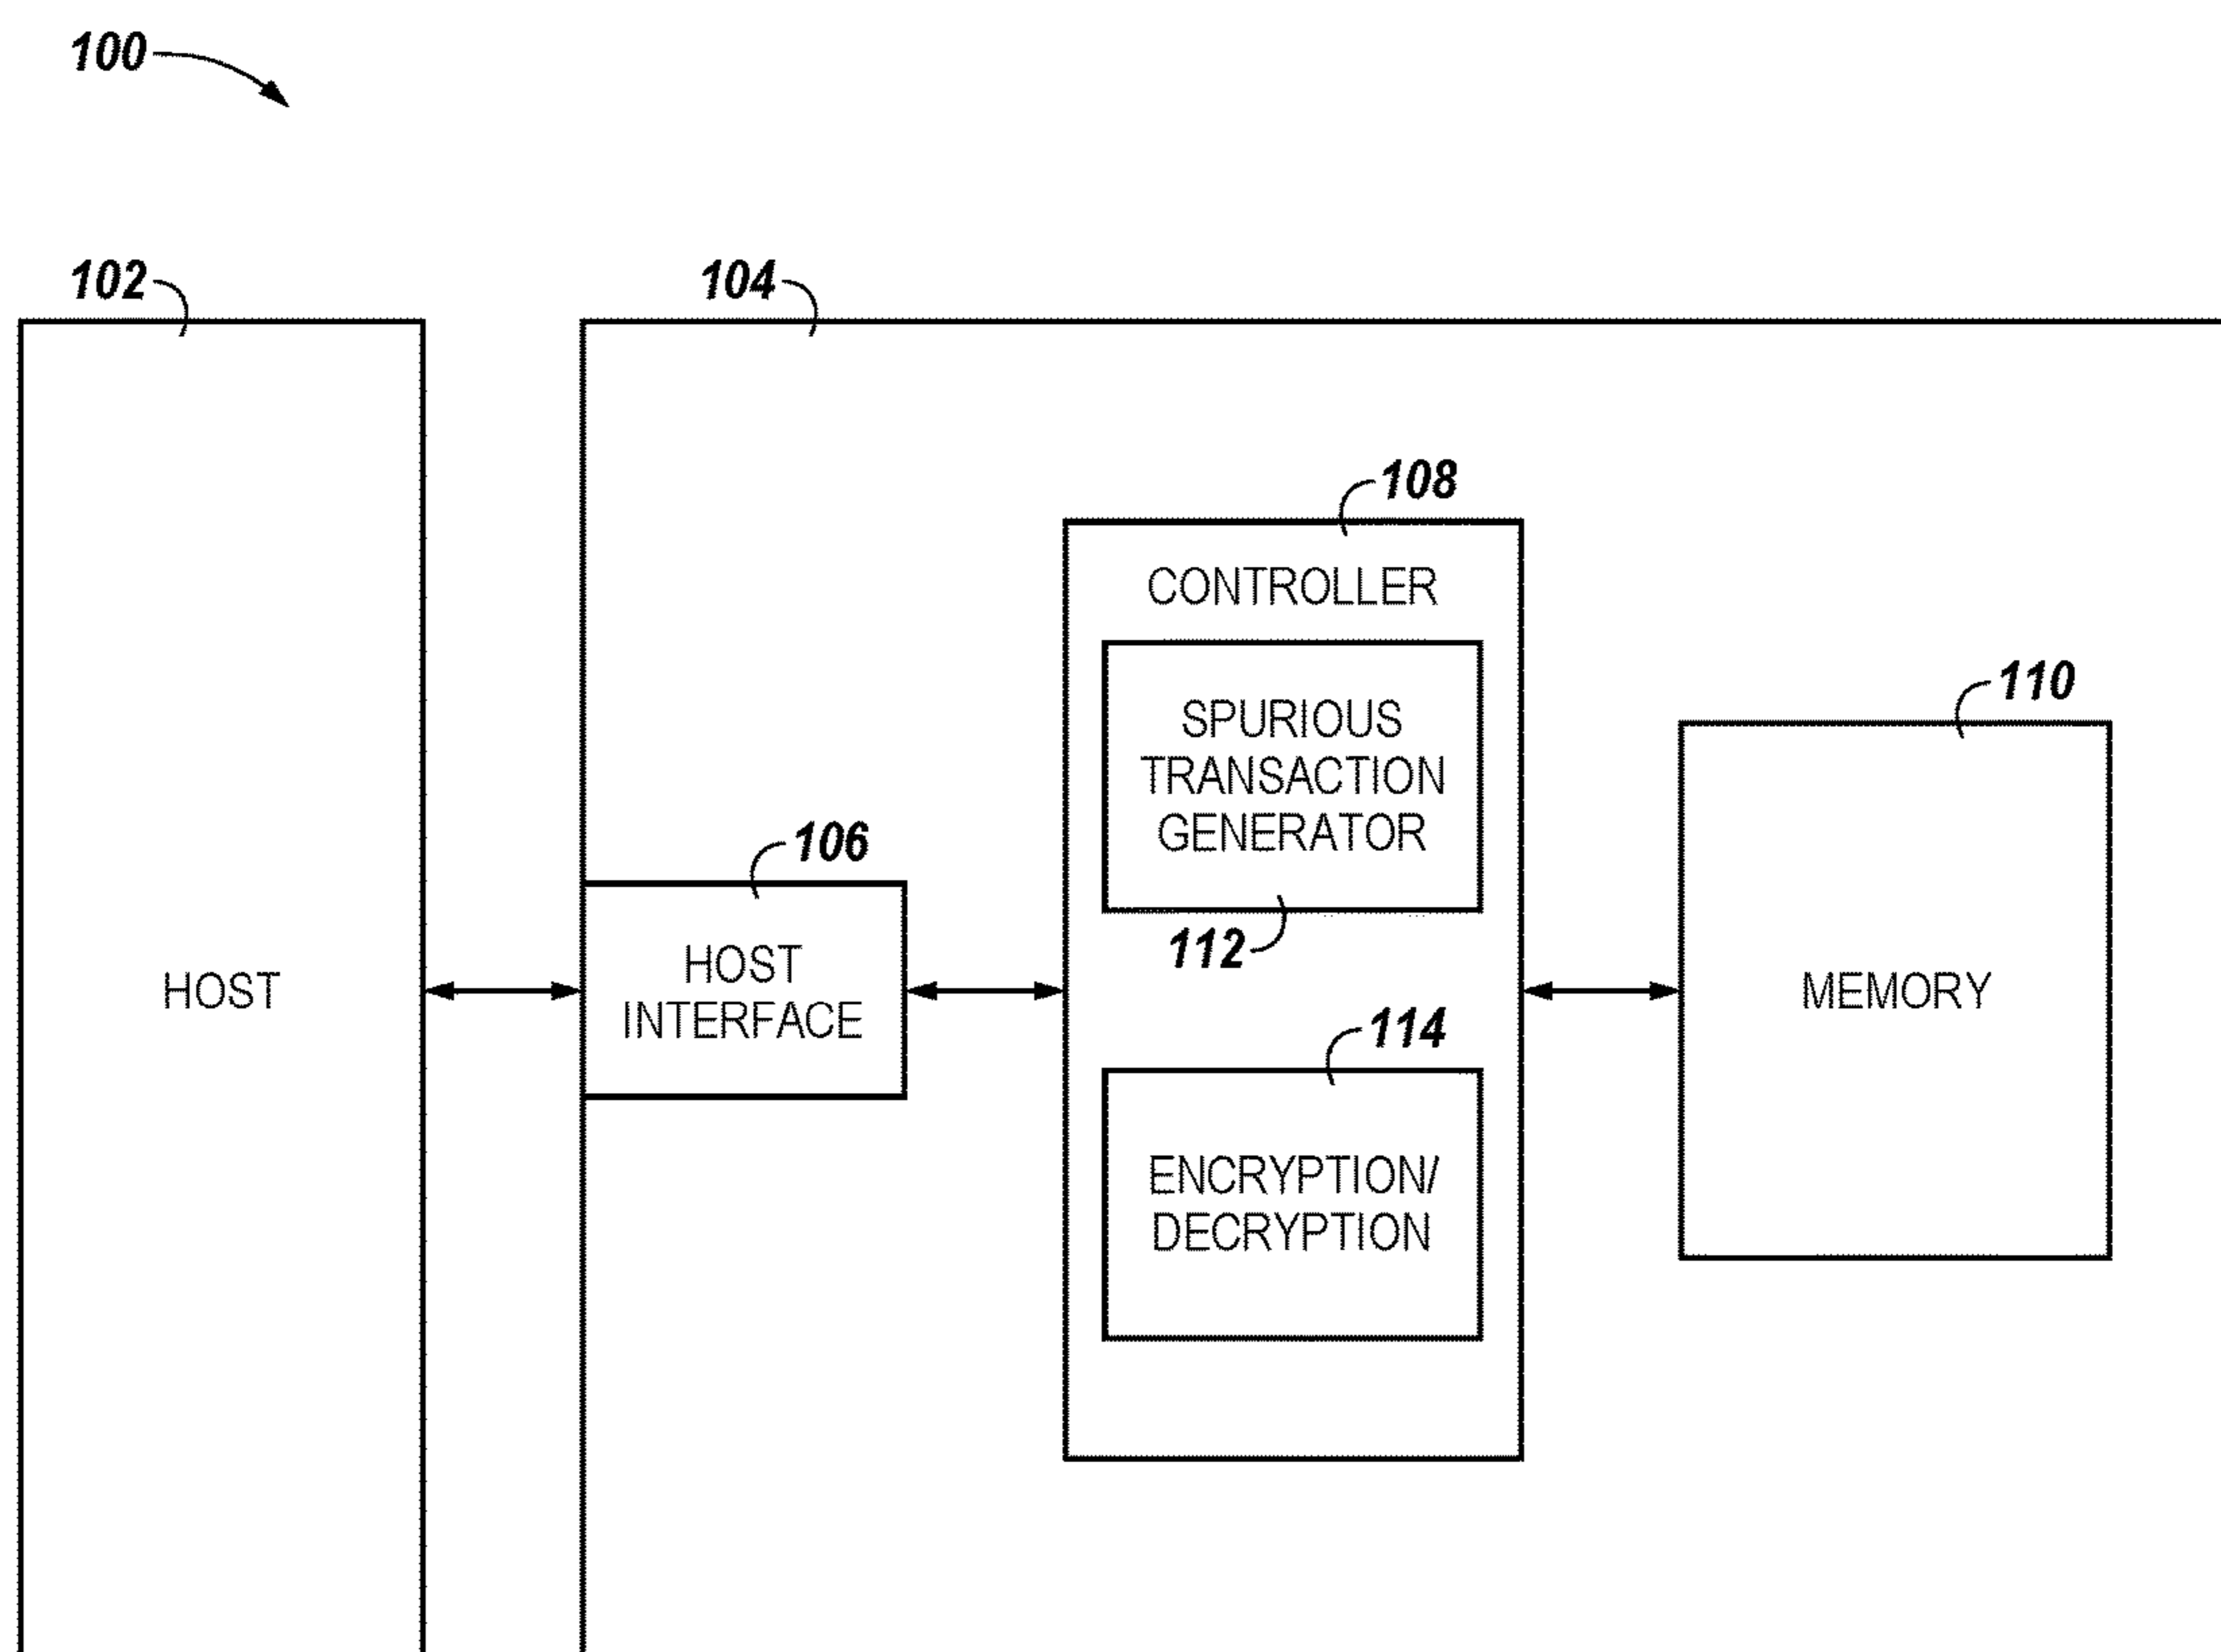 100
102
104
108
CONTROLLER
SPURIOUS
TRANSACTION
GENERATOR
112
110
106
HOST
HOST
INTERFACE
MEMORY
114
ENCRYPTION/
DECRYPTION